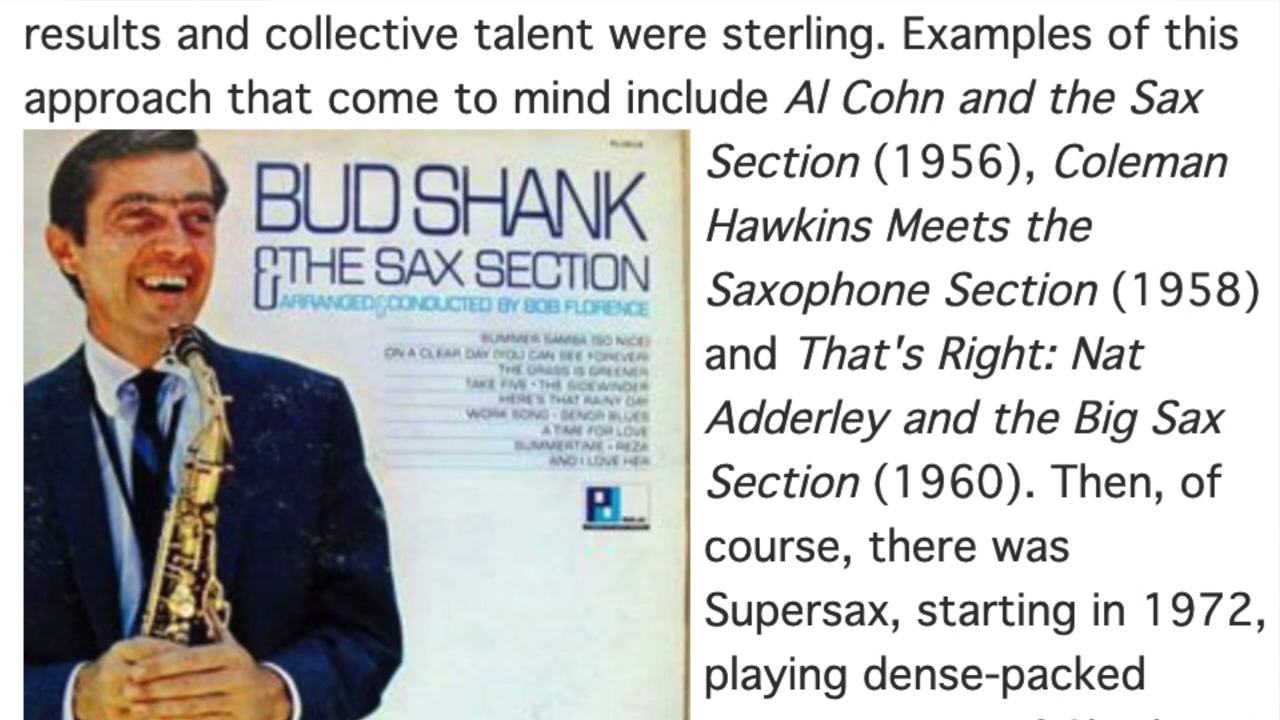 results and collective talent were sterling. Examples of this
approach that come to mind include Al Cohn and the Sax
Section (1956), Coleman
Hawkins Meets the
Saxophone Section (1958)
and That's Right: Nat
Adderley and the Big Sax
Section (1960). Then, of
course, there was
Supersax, starting in 1972,
playing dense-packed
BUD SHANK
& THE SAX SECTION
ARRANGED & CONDUCTED BY BOB FLORENCE
SUMMER SAMBA (SO NICE)
ON A CLEAR DAY (YOU CAN SEE FOREVER)
THE GRASS IS GREENER
TAKE FIVE • THE SIDEWINDER
HERE'S THAT RAINY DAY
WORK SONG • SENOR BLUES
A TIME FOR LOVE
SUMMERTIME • REZA
AND I LOVE HER
PJ